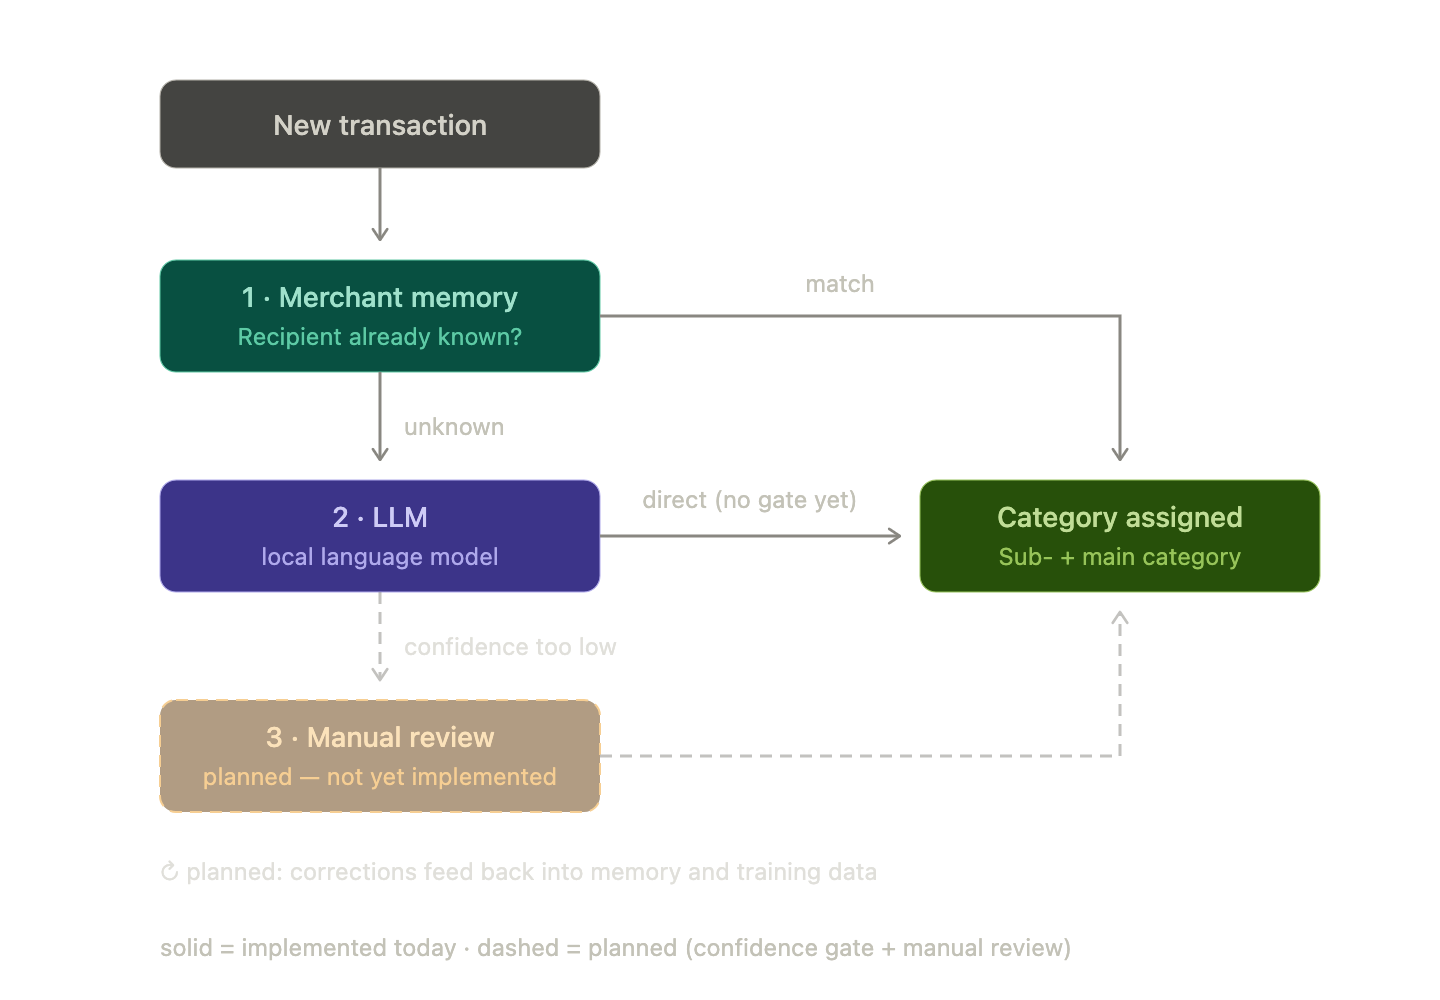 New transaction
1 · Merchant memory
Recipient already known?
match
unknown
2 · LLM
local language model
direct (no gate yet)
Category assigned
Sub- + main category
confidence too low
3 · Manual review
planned — not yet implemented
↻ planned: corrections feed back into memory and training data
solid = implemented today · dashed = planned (confidence gate + manual review)